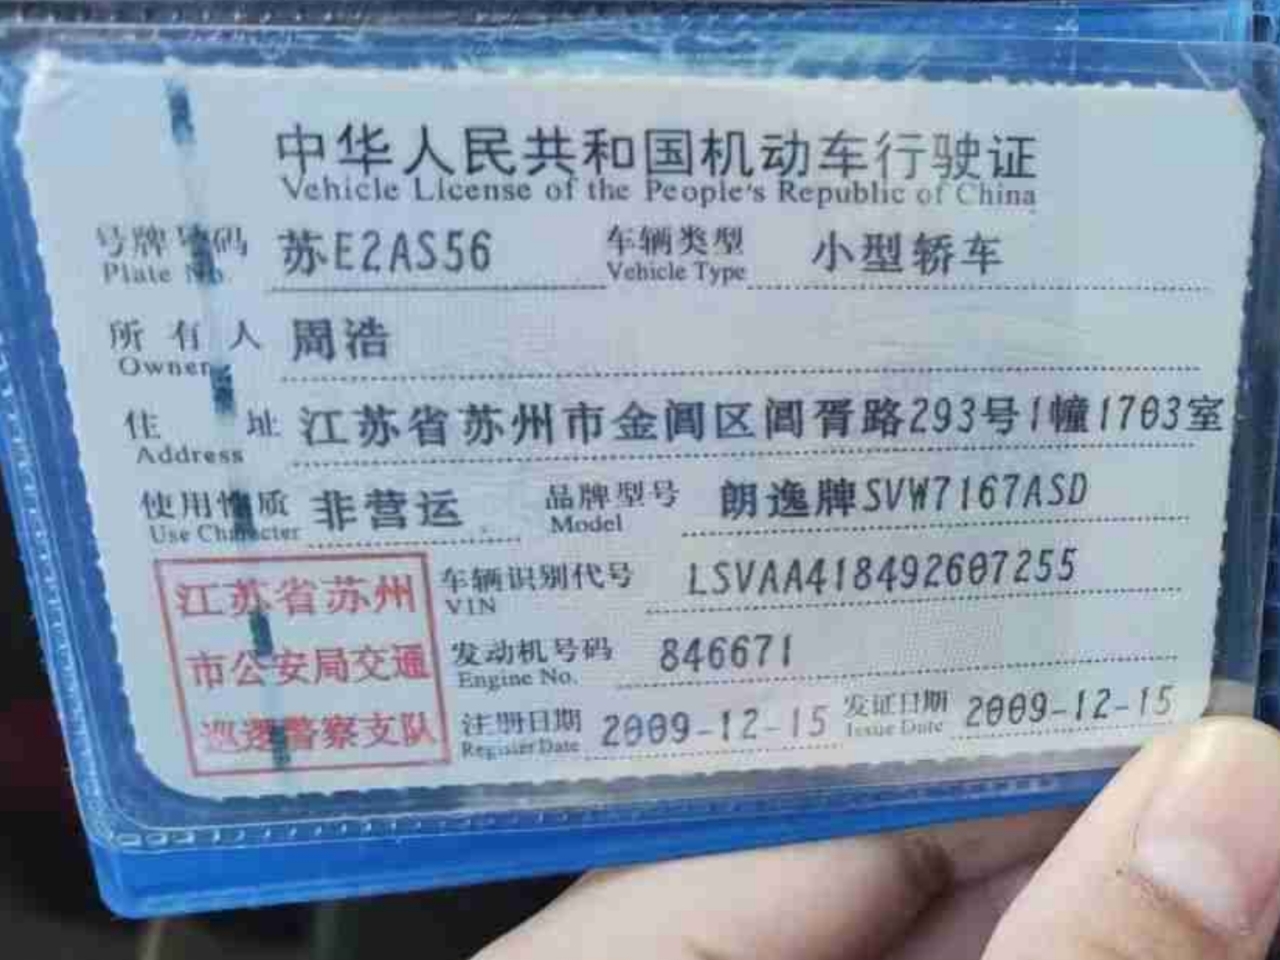 中华人民共和国机动车行驶证
Vehicle License of the People's Republic of China
号牌号码 苏E2AS56 车辆类型 小型轿车
Plate No. Vehicle Type
所有人 周浩
Owner
住址 江苏省苏州市金阊区阊胥路293号1幢1703室
Address
使用性质 非营运 品牌型号 朗逸牌SVW7167ASD
Use Character Model
江苏省苏州 车辆识别代号 LSVAA418492607255
VIN
市公安局交通 发动机号码 846671
Engine No.
巡逻警察支队 注册日期 2009-12-15 发证日期 2009-12-15
Register Date Issue Date